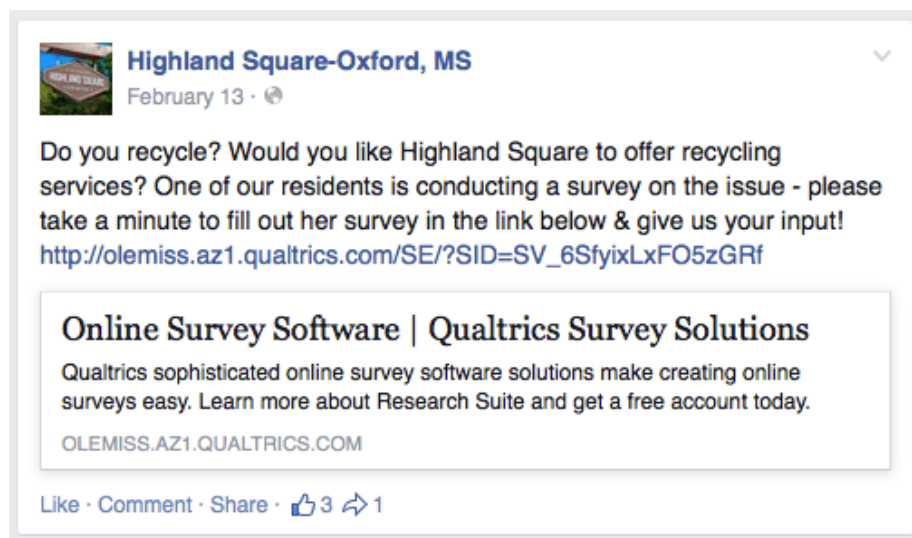 HIGHLAND SQUARE
Highland Square-Oxford, MS
February 13 ·
Do you recycle? Would you like Highland Square to offer recycling
services? One of our residents is conducting a survey on the issue - please
take a minute to fill out her survey in the link below & give us your input!
http://olemiss.az1.qualtrics.com/SE/?SID=SV_6SfyixLxFO5zGRf
Online Survey Software | Qualtrics Survey Solutions
Qualtrics sophisticated online survey software solutions make creating online
surveys easy. Learn more about Research Suite and get a free account today.
OLEMISS.AZ1.QUALTRICS.COM
Like · Comment · Share · 3 1